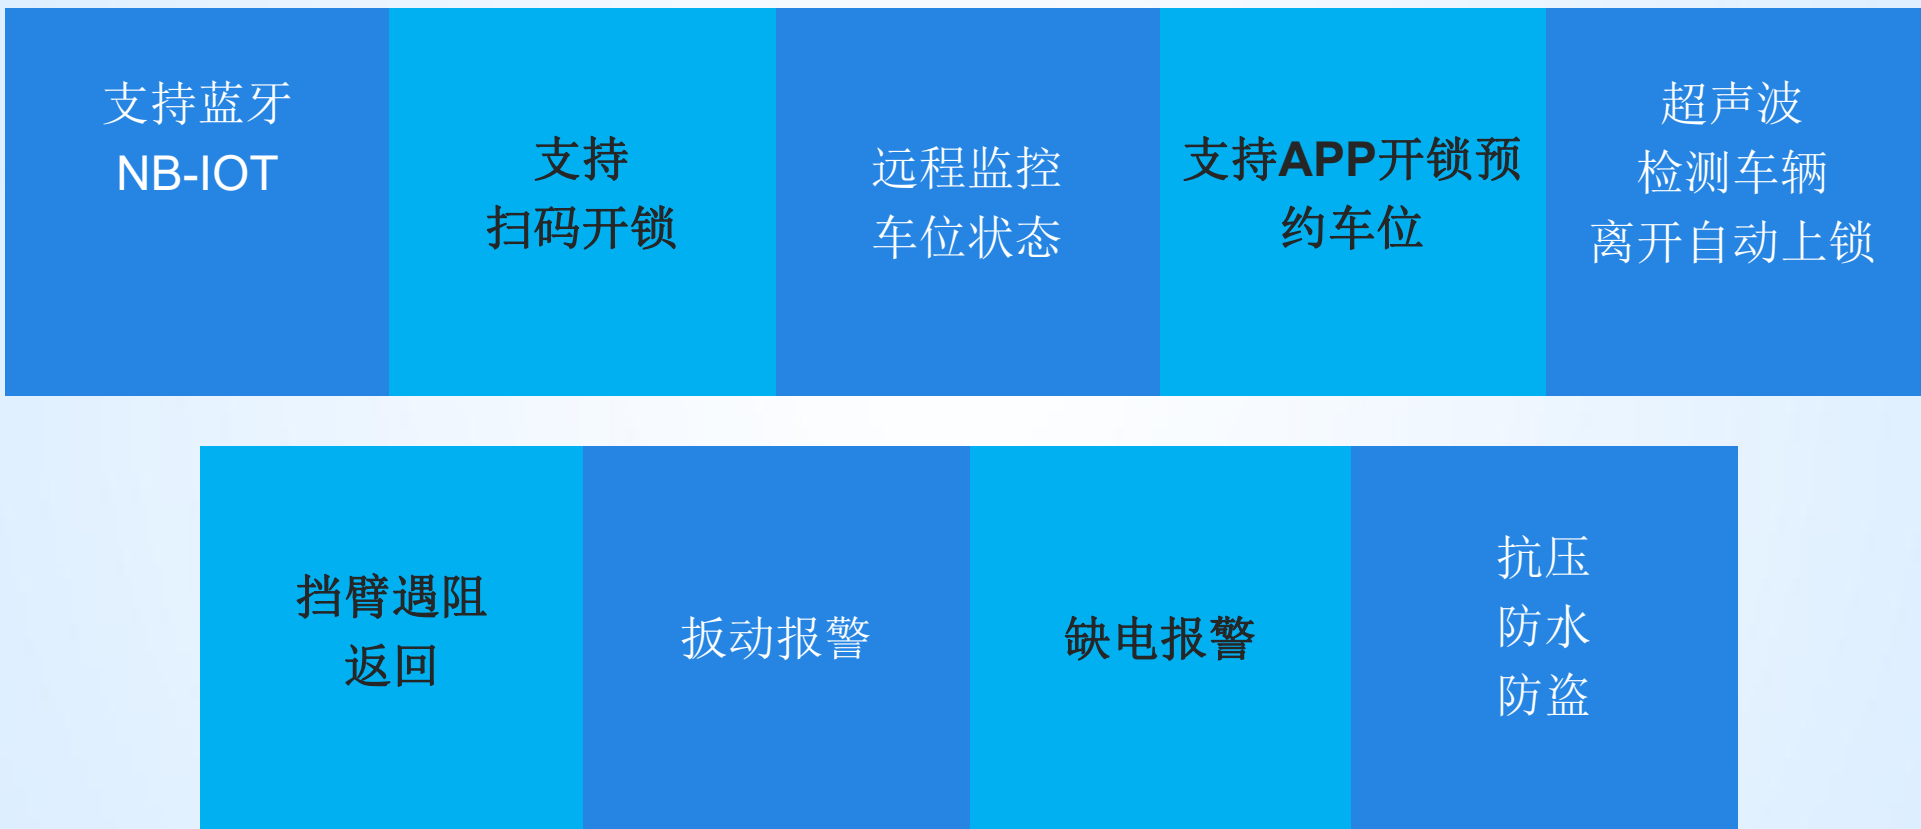 支持蓝牙
NB-IOT
支持
扫码开锁
远程监控
车位状态
支持APP开锁预
约车位
超声波
检测车辆
离开自动上锁
挡臂遇阻
返回
扳动报警
缺电报警
抗压
防水
防盗